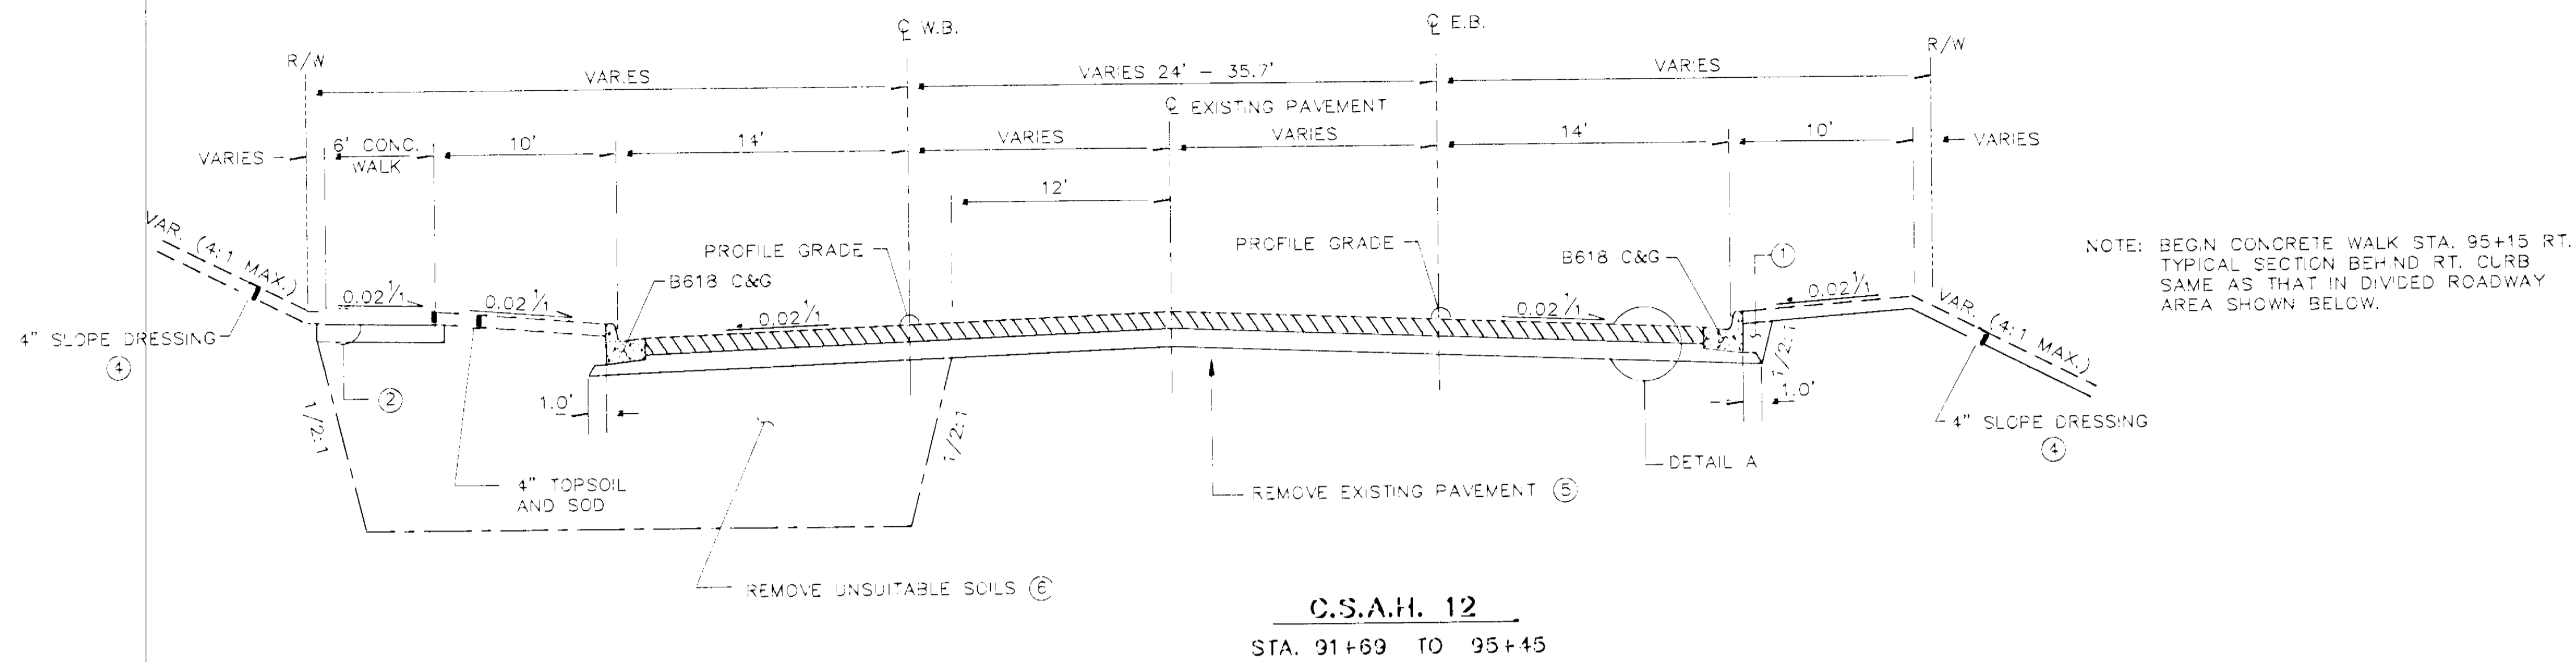 ℄ W.B.
℄ E.B.
R/W
R/W
VARIES
VARIES 24' - 35.7'
VARIES
℄ EXISTING PAVEMENT
VARIES
6' CONC.
WALK
10'
14'
VARIES
VARIES
14'
10'
VARIES
12'
VAR. (4:1 MAX.)
PROFILE GRADE
PROFILE GRADE
B618 C&G
B618 C&G
1
NOTE: BEGIN CONCRETE WALK STA. 95+15 RT.
TYPICAL SECTION BEHIND RT. CURB
SAME AS THAT IN DIVIDED ROADWAY
AREA SHOWN BELOW.
0.02 1/1
0.02 1/1
0.02 1/1
0.02 1/1
0.02 1/1
VAR. (4:1 MAX.)
4" SLOPE DRESSING
4
2
1/2:1
1.0'
1/2:1
1/2:1
1.0'
4" SLOPE DRESSING
4
4" TOPSOIL
AND SOD
DETAIL A
REMOVE EXISTING PAVEMENT 5
REMOVE UNSUITABLE SOILS 6
C.S.A.H. 12
STA. 91+69 TO 95+45